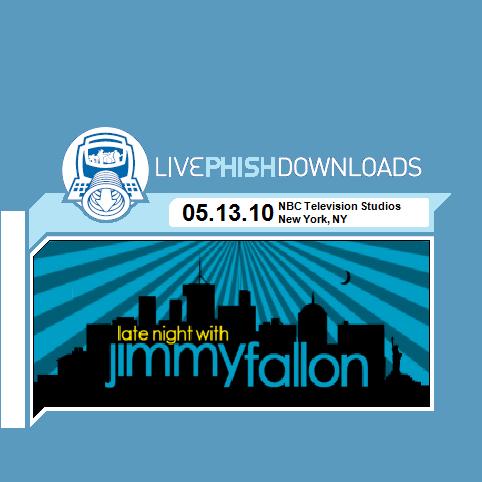 LIVEPHISHDOWNLOADS
05.13.10
NBC Television Studios
New York, NY
late night with
jimmyfallon